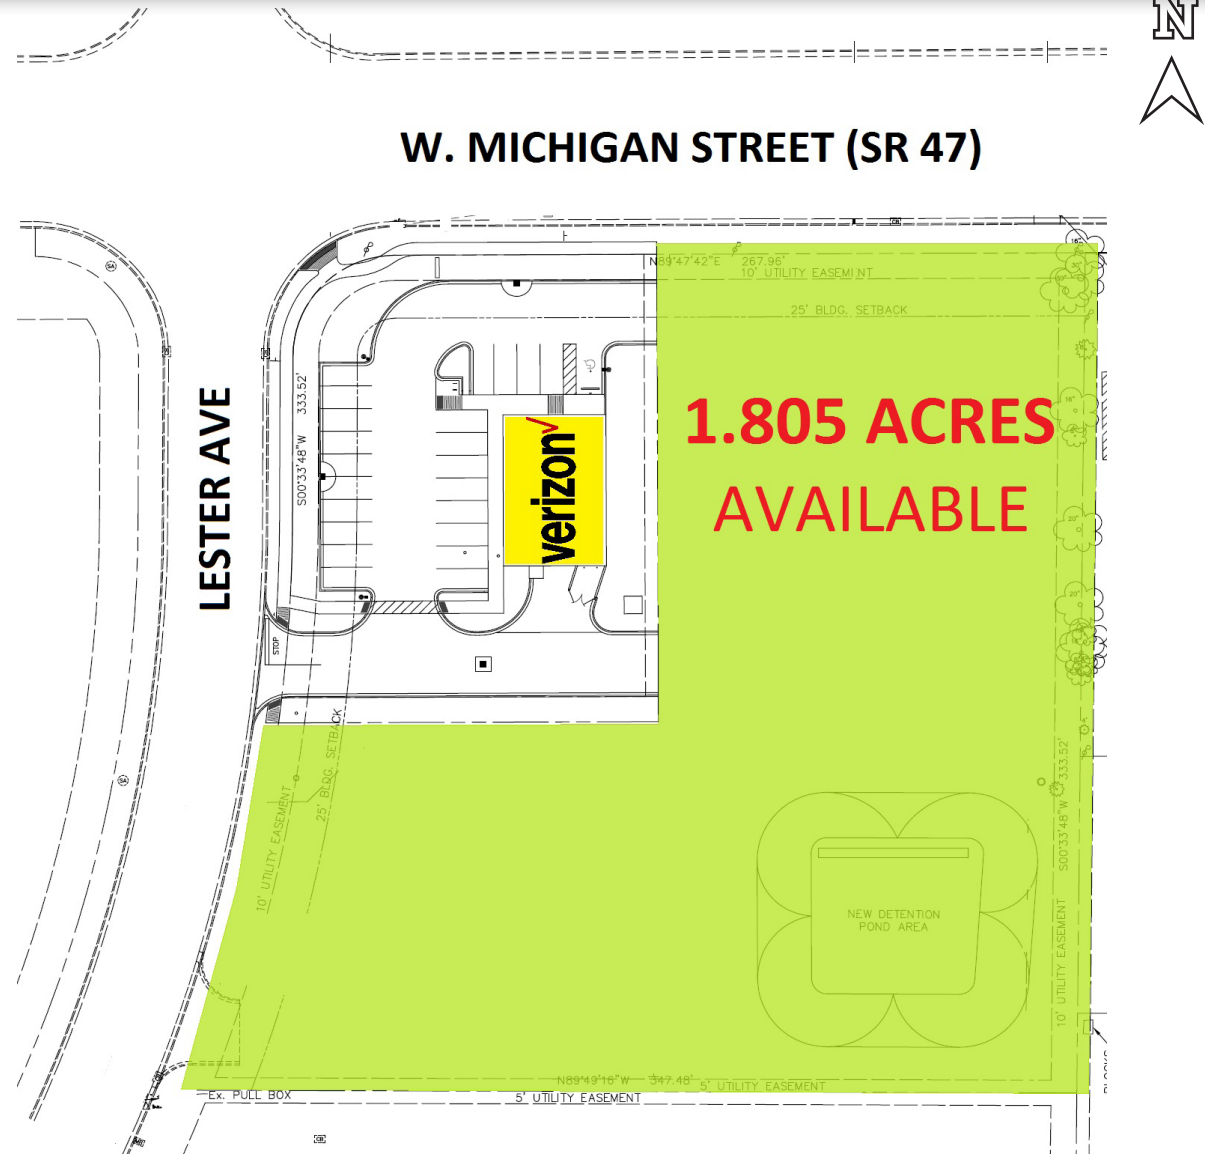 N
W. MICHIGAN STREET (SR 47)
N89°47'42"E 267.96'
10' UTILITY EASEMENT
25' BLDG. SETBACK
S00°33'48"W 333.52'
LESTER AVE
verizon
1.805 ACRES
AVAILABLE
STOP
25' BLDG. SETBACK
10' UTILITY EASEMENT
S00°33'48"W 333.52'
10' UTILITY EASEMENT
NEW DETENTION
POND AREA
N89°49'16"W 347.48'
5' UTILITY EASEMENT
Ex. PULL BOX
5' UTILITY EASEMENT